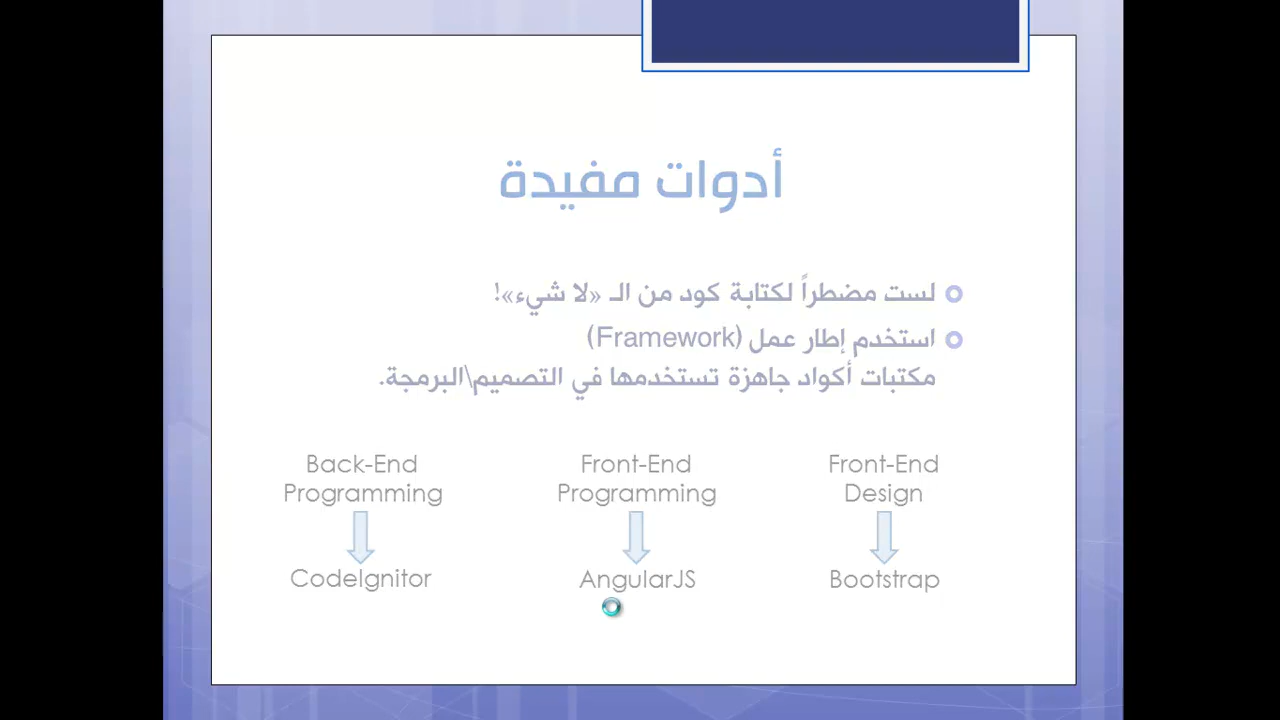 أدوات مفيدة
لست مضطراً لكتابة كود من الـ «لا شيء»!
استخدم إطار عمل (Framework)
مكتبات أكواد جاهزة تستخدمها في التصميم\البرمجة.
Front-End
Design
Bootstrap
Front-End
Programming
AngularJS
Back-End
Programming
CodeIgnitor